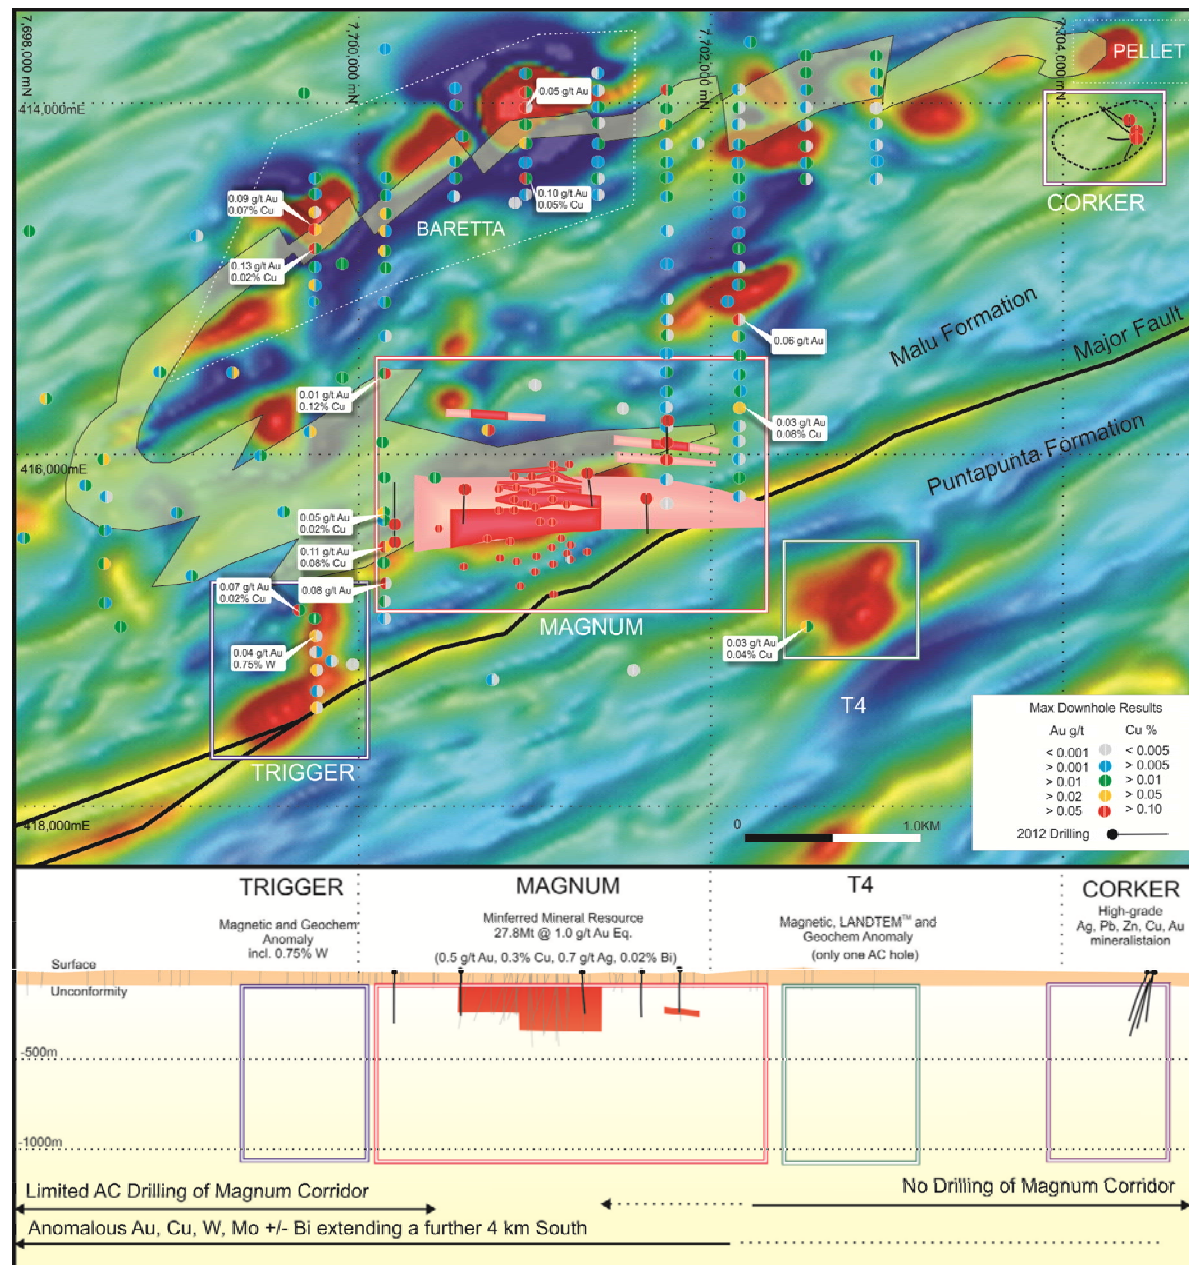 7,698,000 mN
7,700,000 mN
7,702,000 mN
7,704,000 mN
PELLET
414,000mE
0.05 g/t Au
CORKER
0.09 g/t Au
0.07% Cu
0.10 g/t Au
0.05% Cu
BARETTA
0.13 g/t Au
0.02% Cu
Malu Formation
Major Fault
0.06 g/t Au
0.01 g/t Au
0.12% Cu
0.03 g/t Au
0.08% Cu
416,000mE
Puntapunta Formation
0.05 g/t Au
0.02% Cu
0.11 g/t Au
0.08% Cu
0.07 g/t Au
0.02% Cu
0.08 g/t Au
MAGNUM
0.04 g/t Au
0.75% W
0.03 g/t Au
0.04% Cu
T4
TRIGGER
418,000mE
0 1.0KM
Max Downhole Results
Au g/t Cu %
< 0.001 < 0.005
> 0.001 > 0.005
> 0.01 > 0.01
> 0.02 > 0.05
> 0.05 > 0.10
2012 Drilling
TRIGGER
Magnetic and Geochem
Anomaly
incl. 0.75% W
MAGNUM
Minferred Mineral Resource
27.8Mt @ 1.0 g/t Au Eq.
(0.5 g/t Au, 0.3% Cu, 0.7 g/t Ag, 0.02% Bi)
T4
Magnetic, LANDTEM™ and
Geochem Anomaly
(only one AC hole)
CORKER
High-grade
Ag, Pb, Zn, Cu, Au
mineralistaion
Surface
Unconformity
-500m
-1000m
Limited AC Drilling of Magnum Corridor
No Drilling of Magnum Corridor
Anomalous Au, Cu, W, Mo +/- Bi extending a further 4 km South